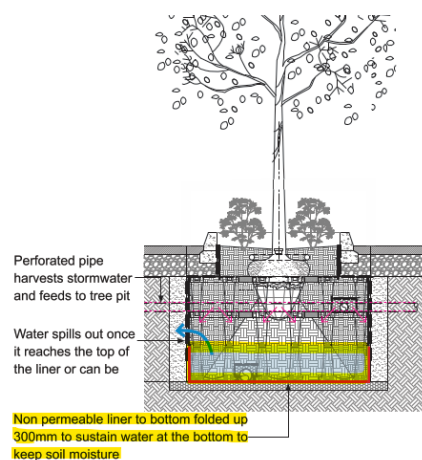 Perforated pipe
harvests stormwater
and feeds to tree pit
Water spills out once
it reaches the top of
the liner or can be
Non permeable liner to bottom folded up
300mm to sustain water at the bottom to
keep soil moisture